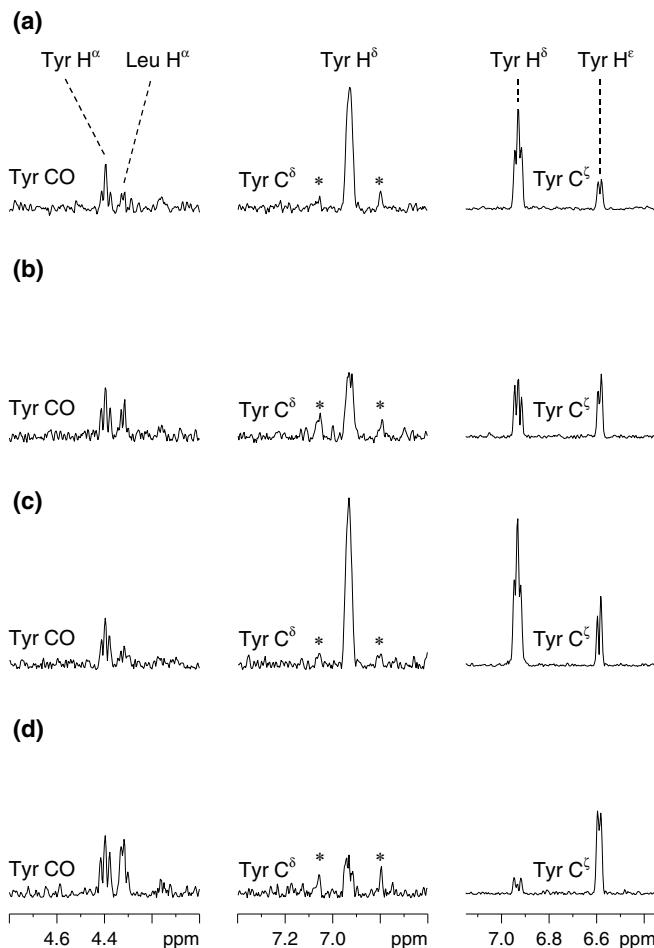 (a)
Tyr Hα Leu Hα Tyr Hδ Tyr Hδ Tyr Hε
Tyr CO Tyr Cδ * * Tyr Cζ
(b)
Tyr CO Tyr Cδ * * Tyr Cζ
(c)
Tyr CO Tyr Cδ * * Tyr Cζ
(d)
Tyr CO Tyr Cδ * * Tyr Cζ
4.6 4.4 ppm 7.2 7.0 ppm 7.0 6.8 6.6 ppm